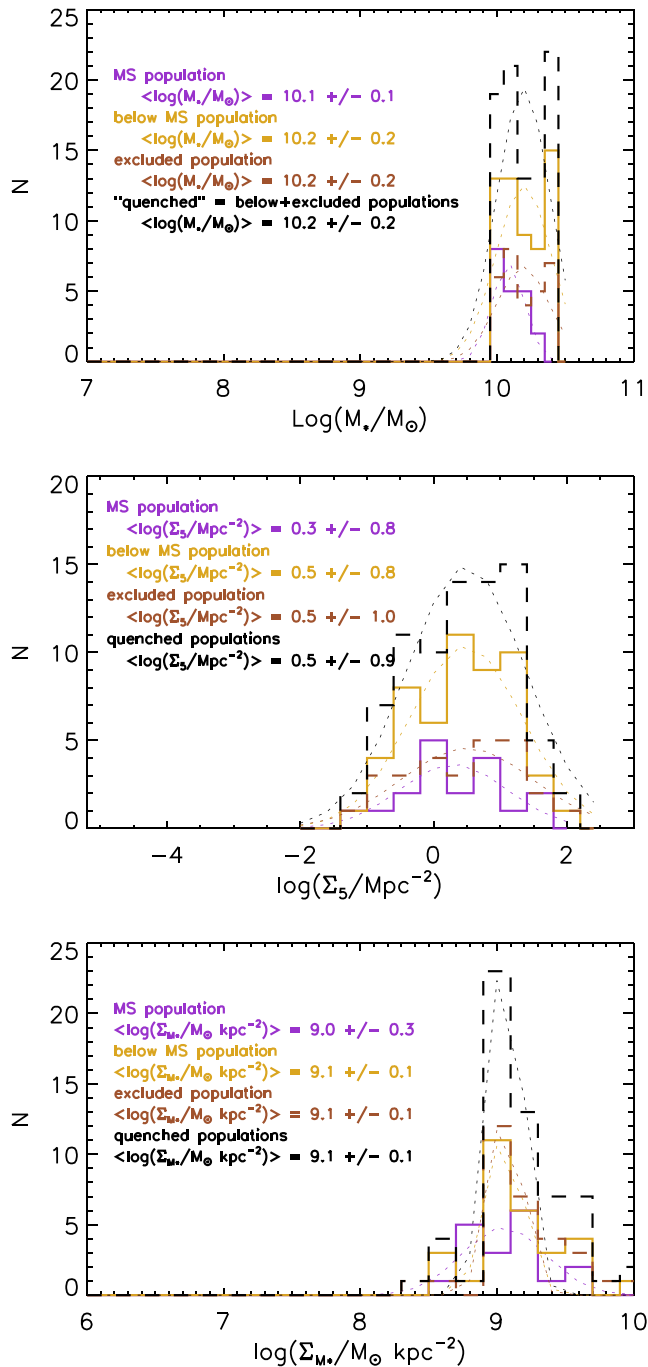 25
20
15
10
5
0
N
MS population
<log(M*/M☉)> = 10.1 +/- 0.1
below MS population
<log(M*/M☉)> = 10.2 +/- 0.2
excluded population
<log(M*/M☉)> = 10.2 +/- 0.2
"quenched" = below+excluded populations
<log(M*/M☉)> = 10.2 +/- 0.2
7 8 9 10 11
Log(M*/M☉)
20
15
10
5
0
N
MS population
<log(Σ5/Mpc−2)> = 0.3 +/- 0.8
below MS population
<log(Σ5/Mpc−2)> = 0.5 +/- 0.8
excluded population
<log(Σ5/Mpc−2)> = 0.5 +/- 1.0
quenched populations
<log(Σ5/Mpc−2)> = 0.5 +/- 0.9
−4 −2 0 2
log(Σ5/Mpc−2)
25
20
15
10
5
0
N
MS population
<log(ΣM*/M☉ kpc−2)> = 9.0 +/- 0.3
below MS population
<log(ΣM*/M☉ kpc−2)> = 9.1 +/- 0.1
excluded population
<log(ΣM*/M☉ kpc−2)> = 9.1 +/- 0.1
quenched populations
<log(ΣM*/M☉ kpc−2)> = 9.1 +/- 0.1
6 7 8 9 10
log(ΣM*/M☉ kpc−2)